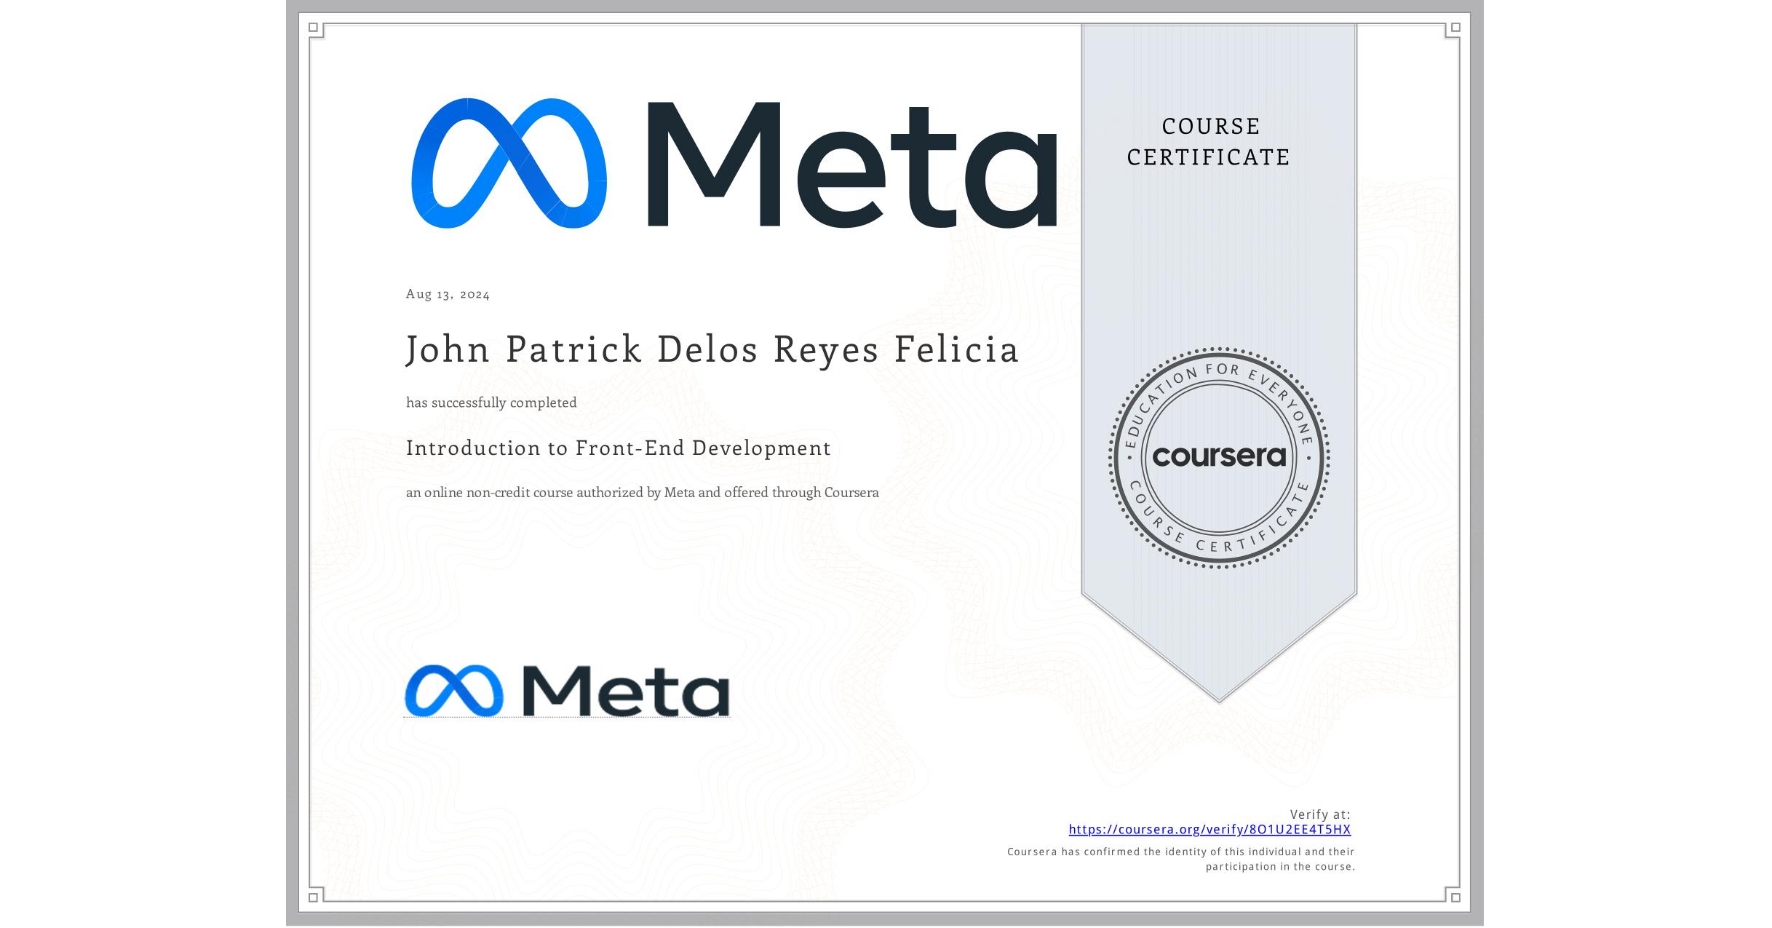 Meta
COURSE
CERTIFICATE
Aug 13, 2024
John Patrick Delos Reyes Felicia
has successfully completed
Introduction to Front-End Development
an online non-credit course authorized by Meta and offered through Coursera
EDUCATION FOR EVERYONE
coursera
COURSE CERTIFICATE
Meta
Verify at:
https://coursera.org/verify/8O1U2EE4T5HX
Coursera has confirmed the identity of this individual and their
participation in the course.